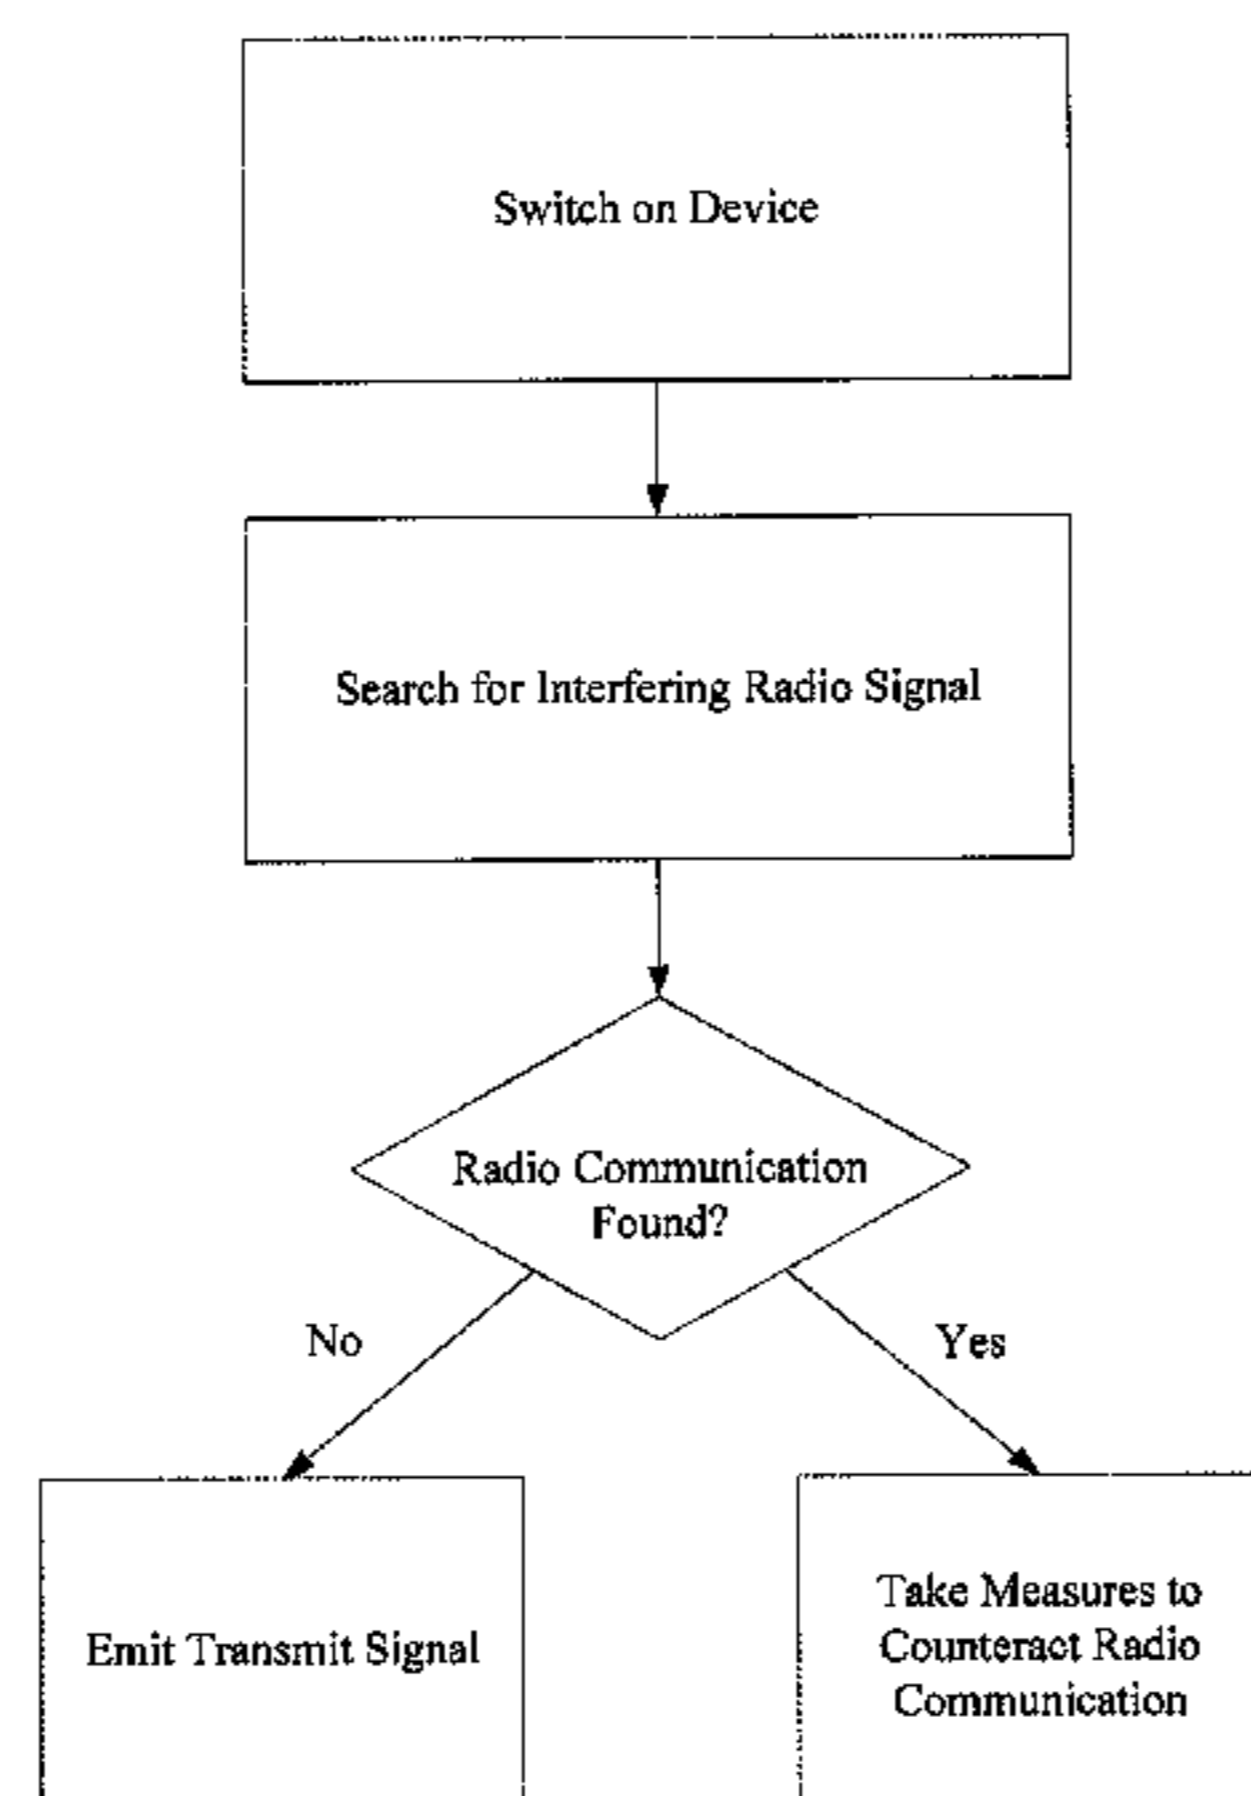 Switch on Device
Search for Interfering Radio Signal
Radio Communication
Found?
No
Yes
Emit Transmit Signal
Take Measures to
Counteract Radio
Communication